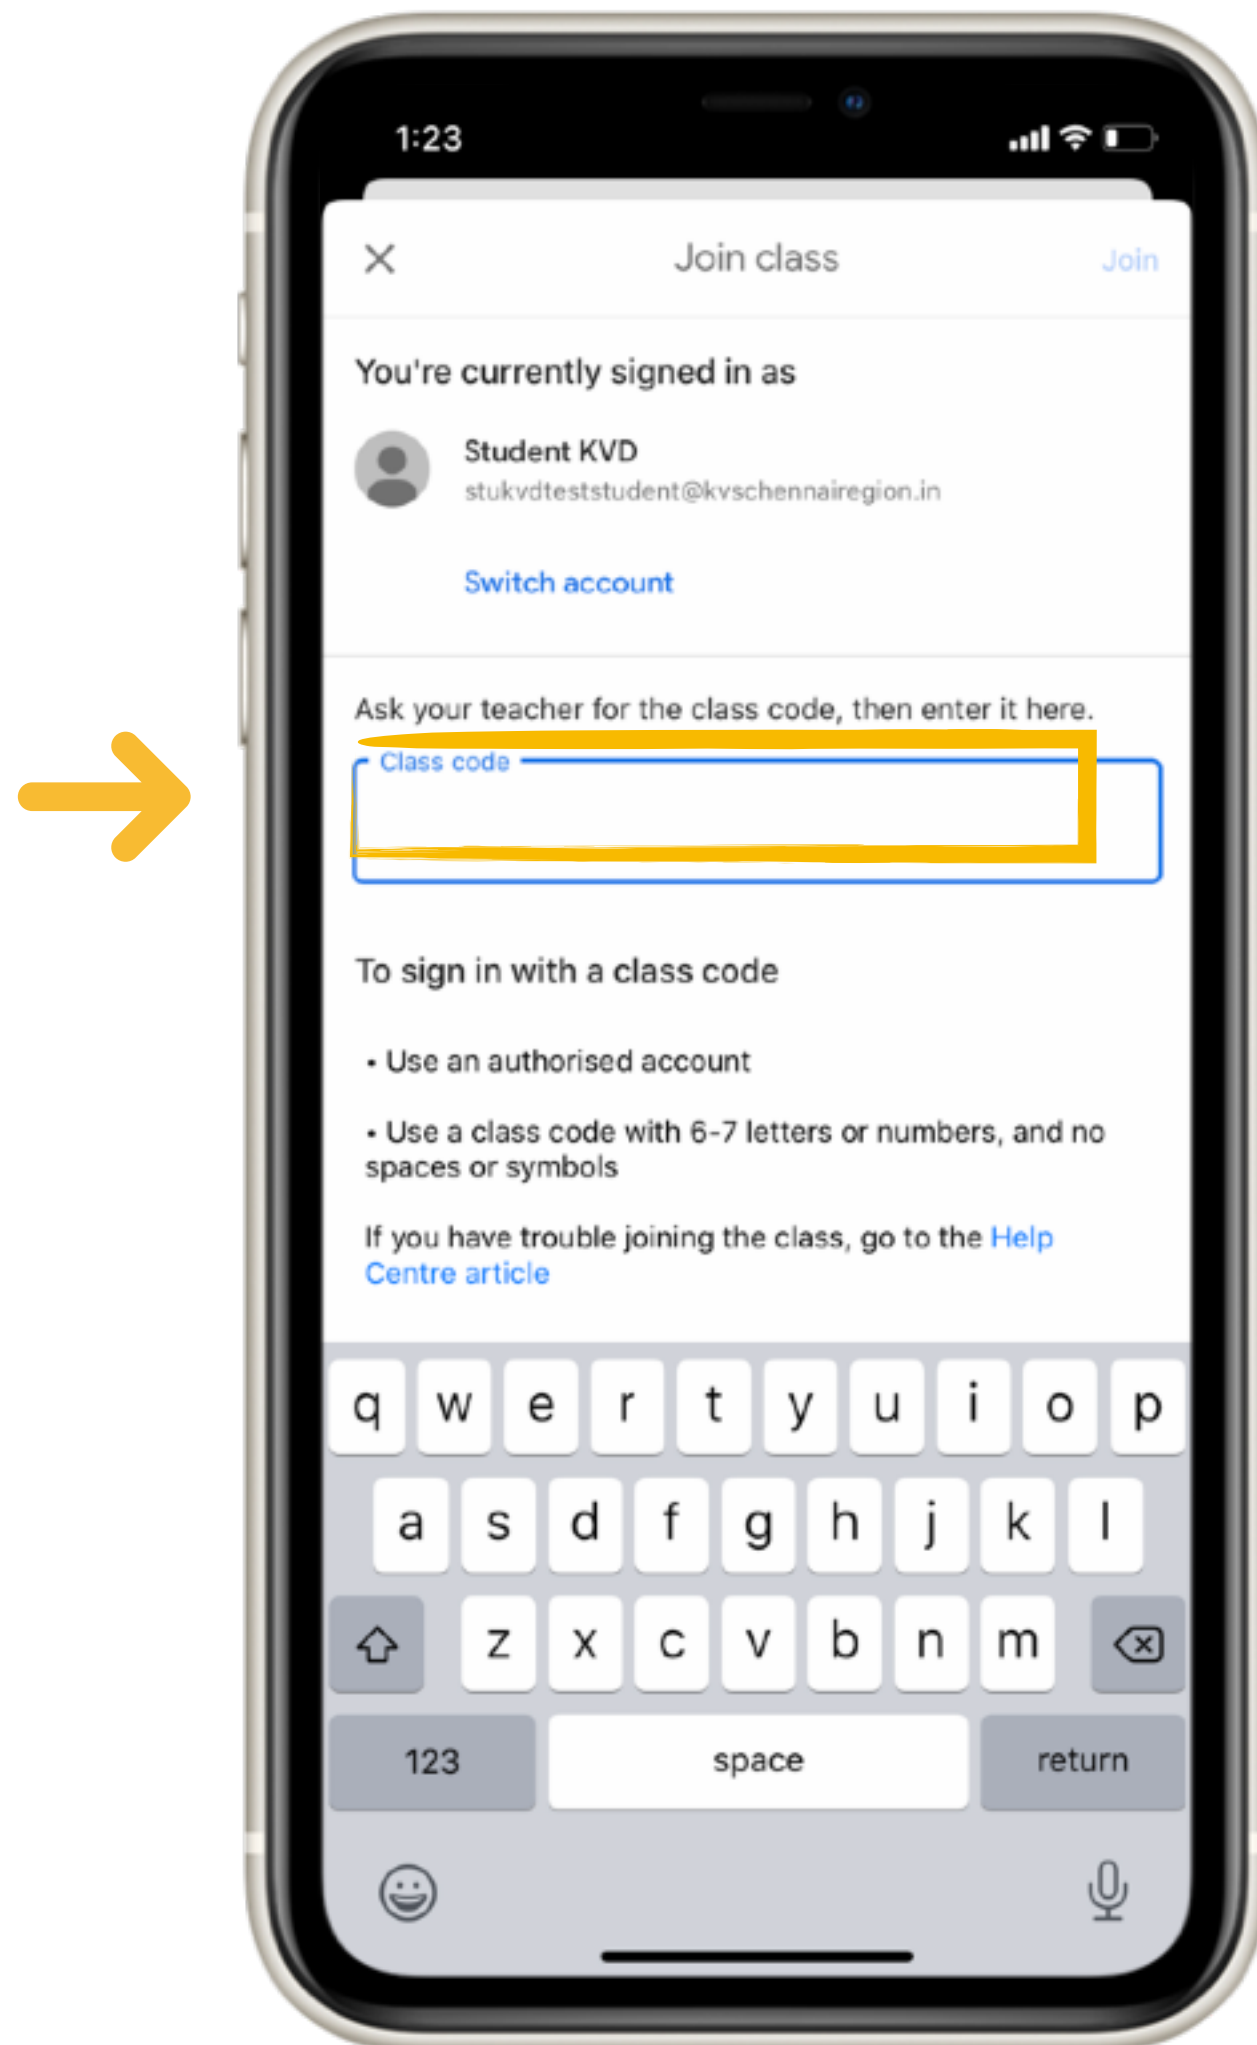 1:23
Join class
Join
You're currently signed in as
Student KVD
stukvdteststudent@kvschennairegion.in
Switch account
Ask your teacher for the class code, then enter it here.
Class code
To sign in with a class code
• Use an authorised account
• Use a class code with 6-7 letters or numbers, and no
spaces or symbols
If you have trouble joining the class, go to the Help
Centre article
q w e r t y u i o p
a s d f g h j k l
z x c v b n m
123 space return